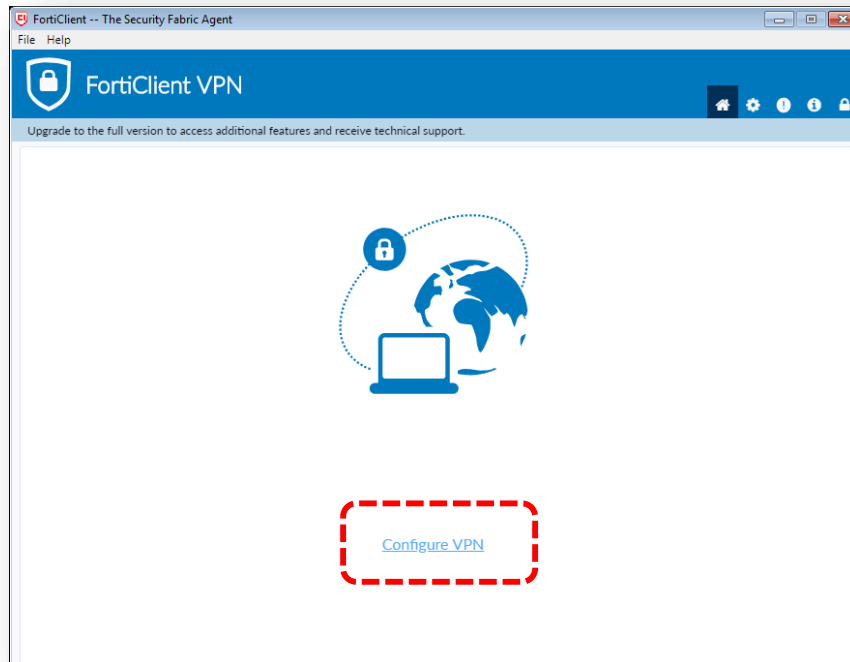 FortiClient -- The Security Fabric Agent
File Help
FortiClient VPN
Upgrade to the full version to access additional features and receive technical support.
Configure VPN